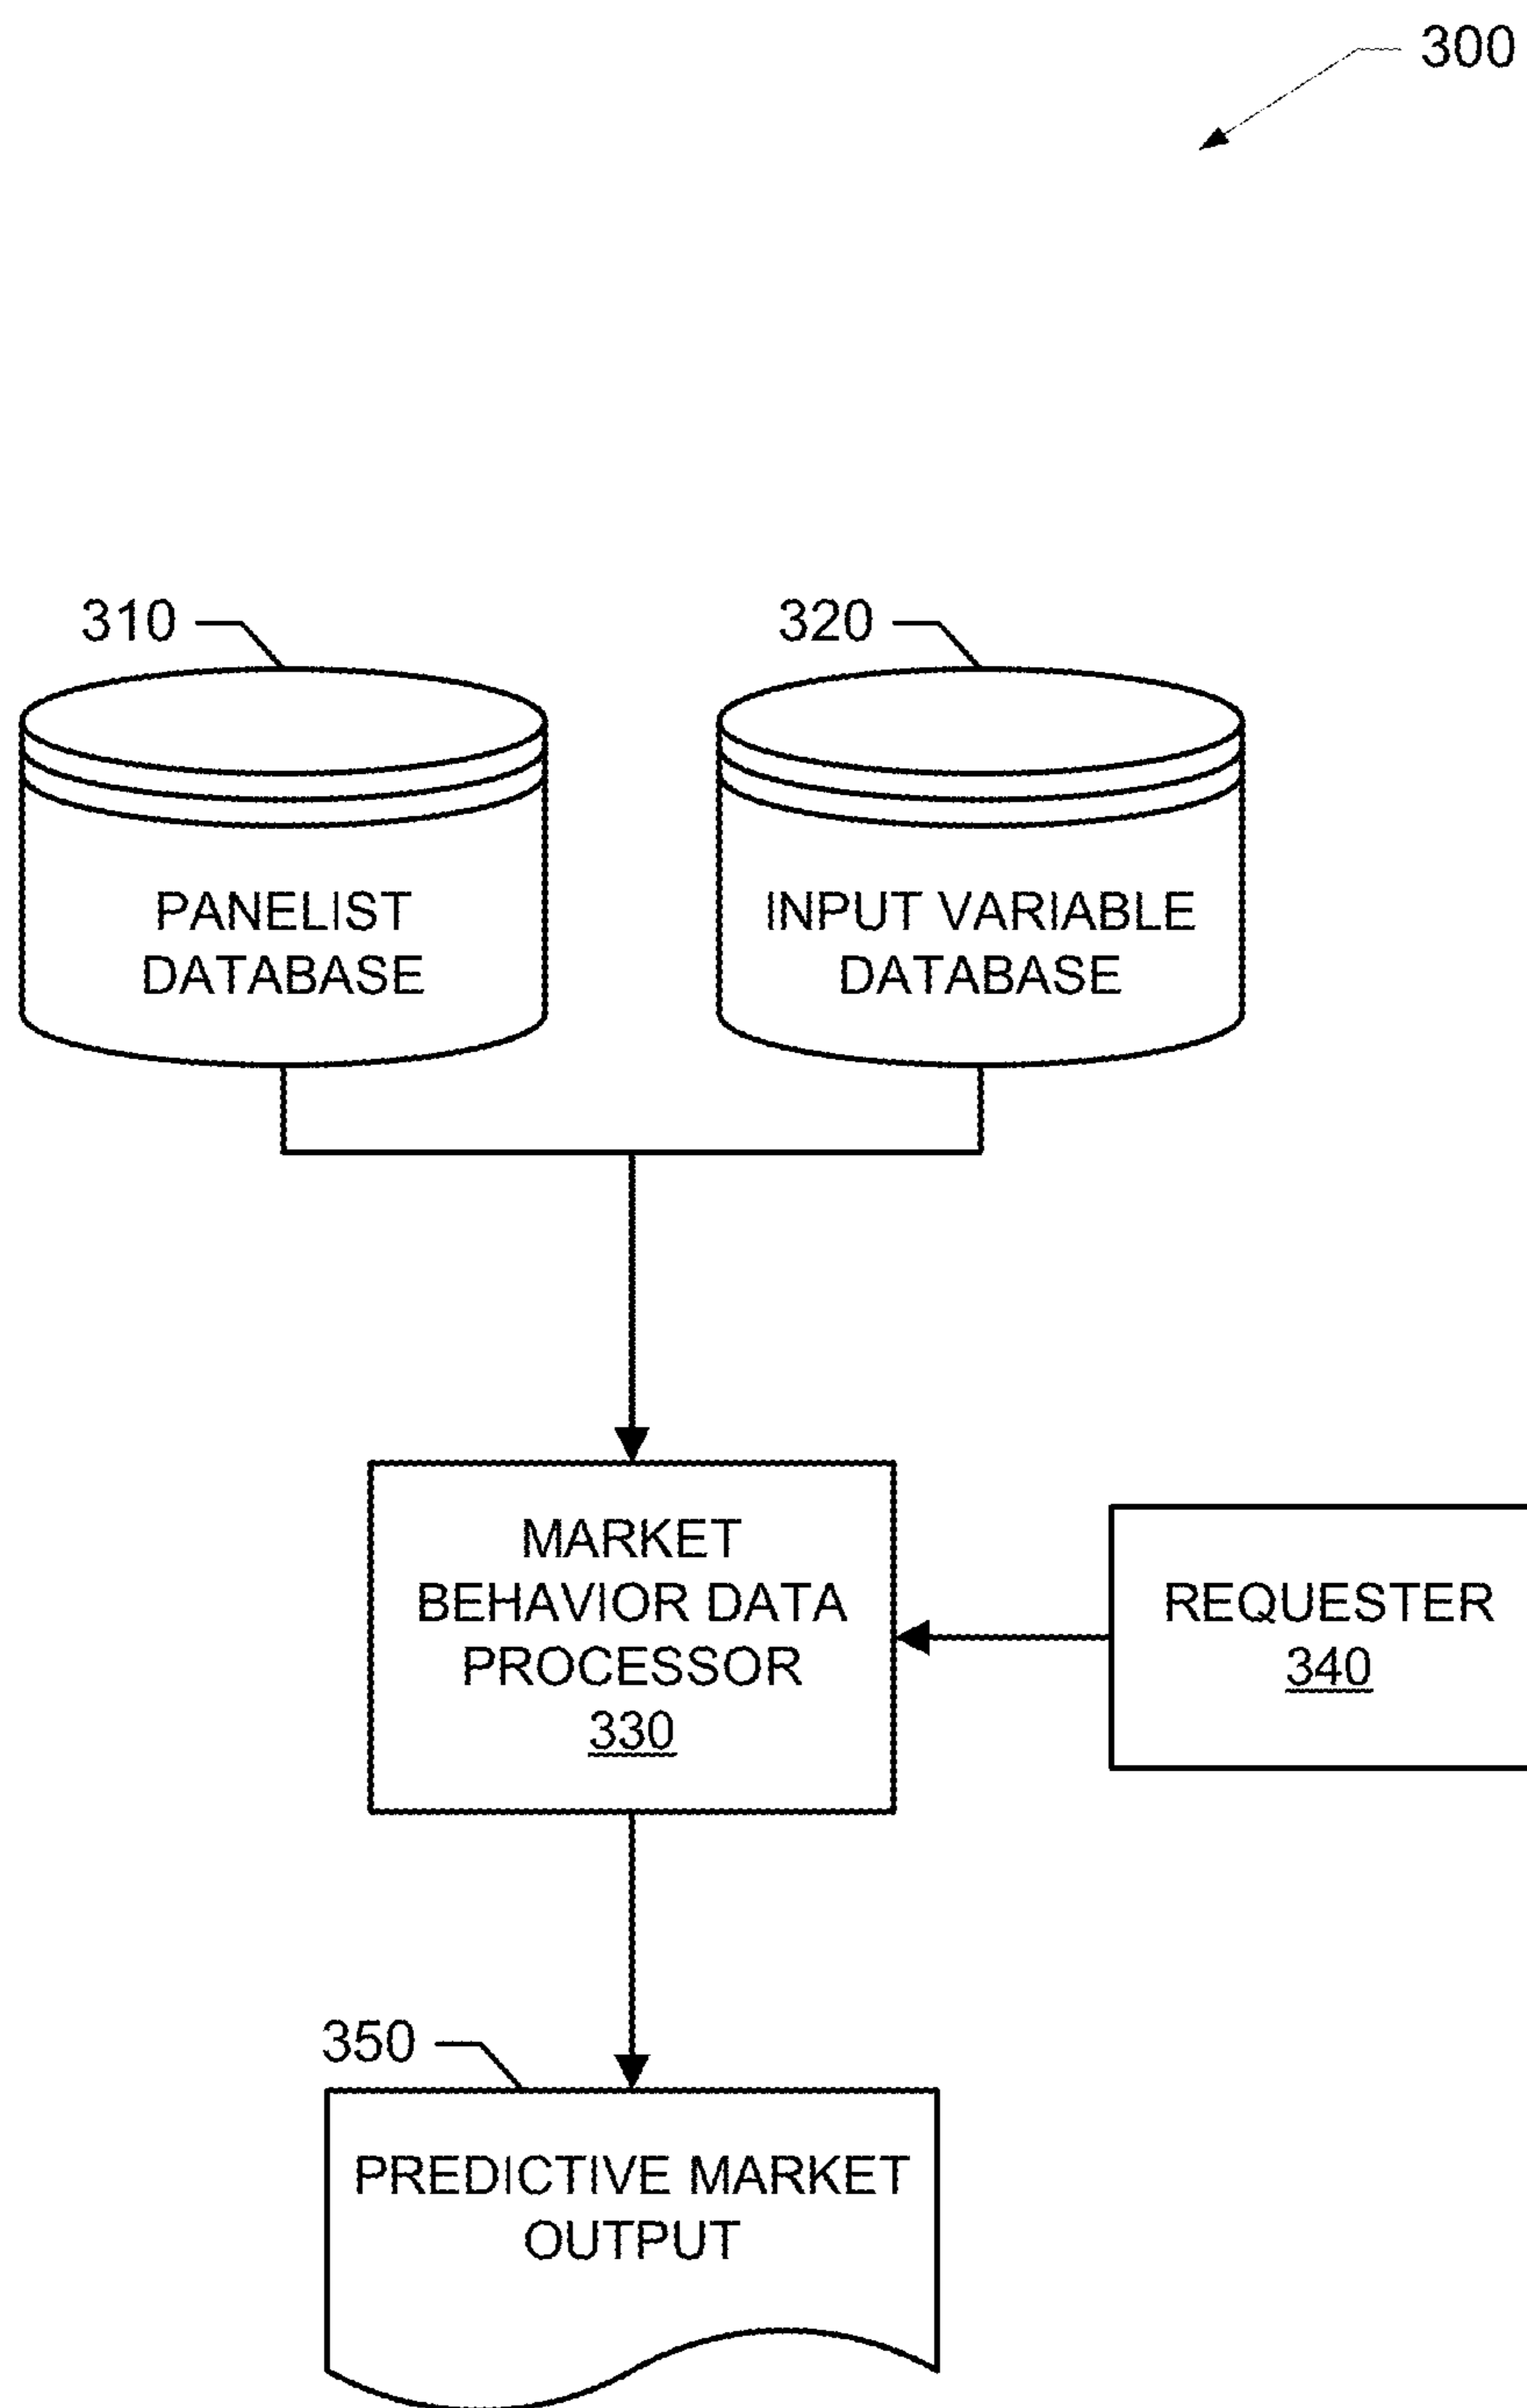 300
310
320
PANELIST
DATABASE
INPUT VARIABLE
DATABASE
MARKET
BEHAVIOR DATA
PROCESSOR
330
REQUESTER
340
350
PREDICTIVE MARKET
OUTPUT